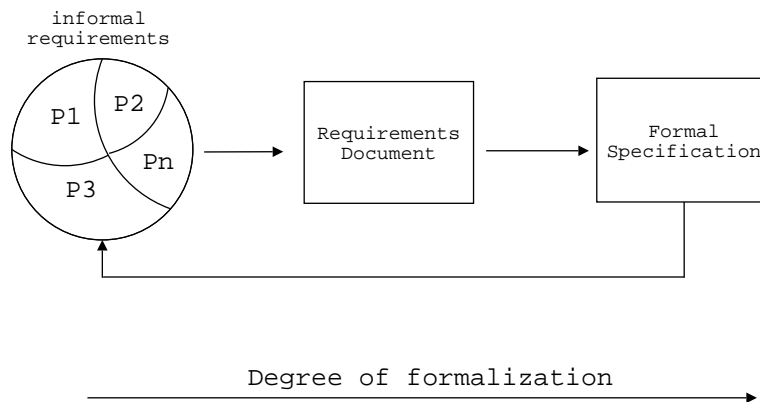 informal
requirements
P1
P2
Pn
P3
Requirements
Document
Formal
Specification
Degree of formalization